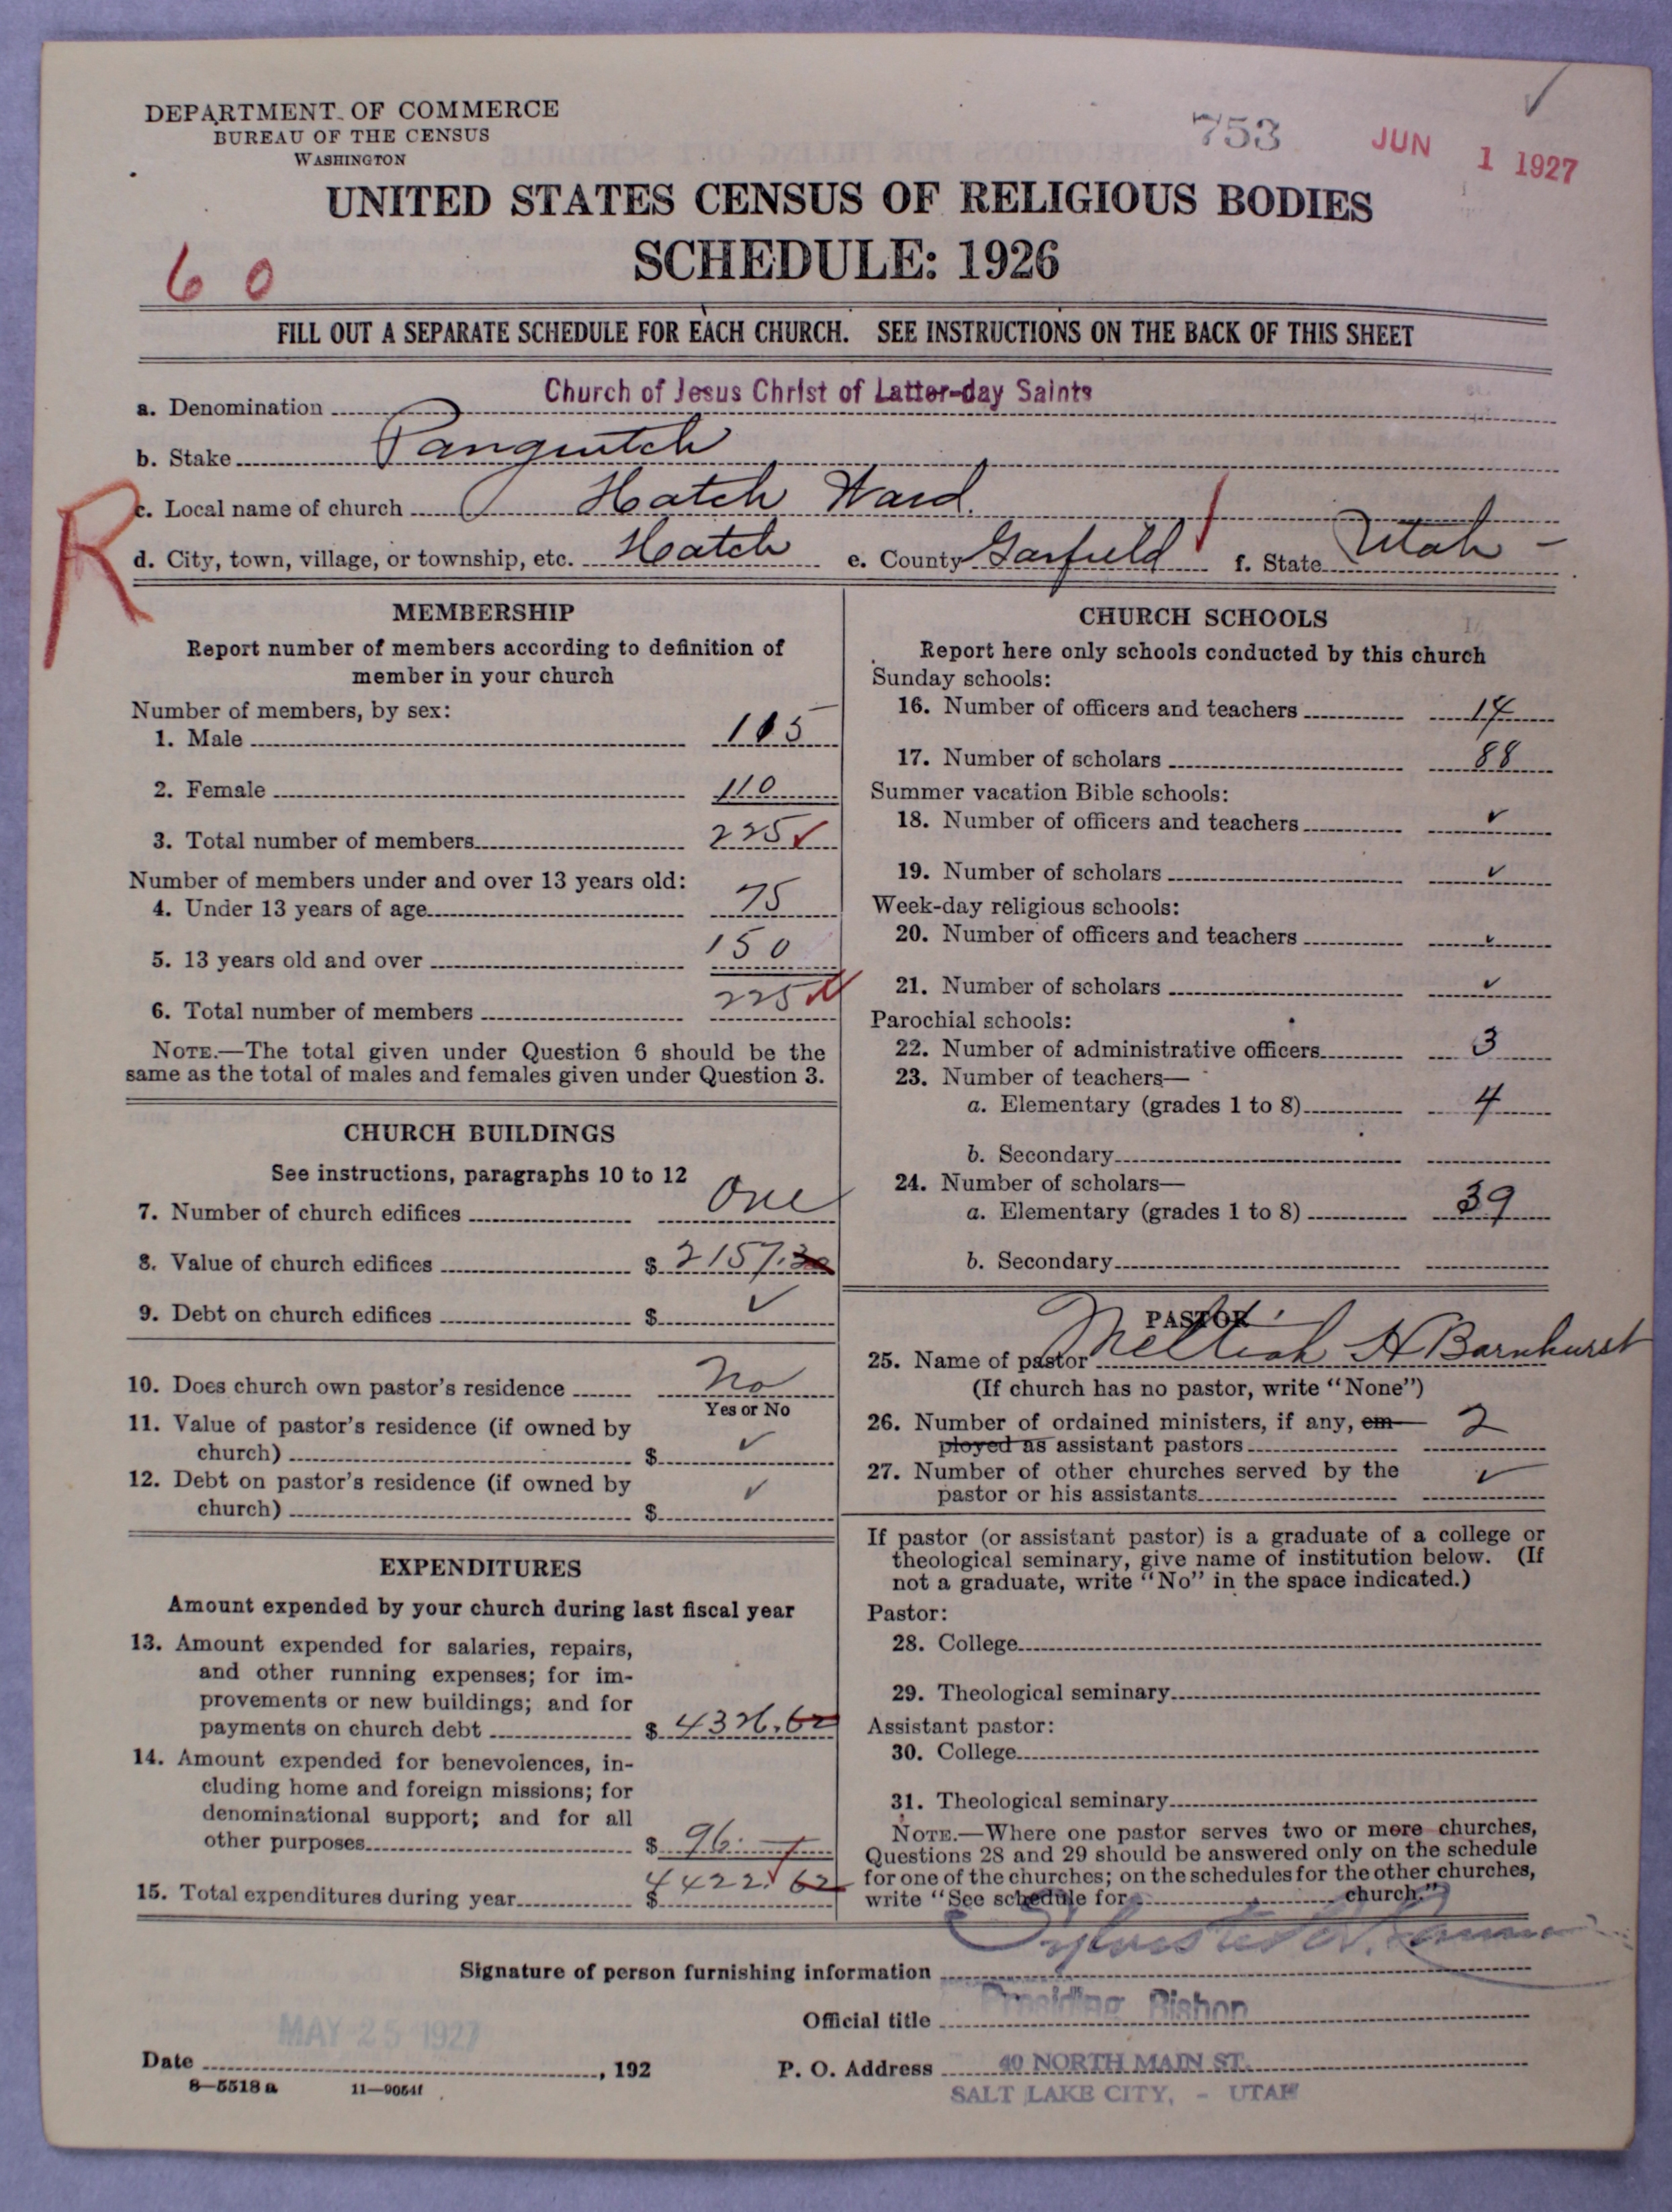 DEPARTMENT OF COMMERCE
BUREAU OF THE CENSUS
WASHINGTON
753
JUN 1 1927
UNITED STATES CENSUS OF RELIGIOUS BODIES
SCHEDULE: 1926
60
FILL OUT A SEPARATE SCHEDULE FOR EACH CHURCH. SEE INSTRUCTIONS ON THE BACK OF THIS SHEET
a. Denomination Church of Jesus Christ of Latter-day Saints
b. Stake Panguitch
R
c. Local name of church Hatch Ward.
d. City, town, village, or township, etc. Hatch e. County Garfield f. State Utah -
MEMBERSHIP
Report number of members according to definition of
member in your church
Number of members, by sex:
1. Male 115
2. Female 110
3. Total number of members 225 ✓
Number of members under and over 13 years old:
4. Under 13 years of age 75
5. 13 years old and over 150
6. Total number of members 225 ✓
NOTE.—The total given under Question 6 should be the
same as the total of males and females given under Question 3.
CHURCH BUILDINGS
See instructions, paragraphs 10 to 12
7. Number of church edifices One
8. Value of church edifices $ 2157.30
9. Debt on church edifices $ ✓
10. Does church own pastor's residence No
Yes or No
11. Value of pastor's residence (if owned by
church) $ ✓
12. Debt on pastor's residence (if owned by
church) $ ✓
EXPENDITURES
Amount expended by your church during last fiscal year
13. Amount expended for salaries, repairs,
and other running expenses; for im-
provements or new buildings; and for
payments on church debt $ 4326.62
14. Amount expended for benevolences, in-
cluding home and foreign missions; for
denominational support; and for all
other purposes $ 96.—
15. Total expenditures during year $ 4422.62
CHURCH SCHOOLS
Report here only schools conducted by this church
Sunday schools:
16. Number of officers and teachers 14
17. Number of scholars 88
Summer vacation Bible schools:
18. Number of officers and teachers ✓
19. Number of scholars ✓
Week-day religious schools:
20. Number of officers and teachers ✓
21. Number of scholars ✓
Parochial schools:
22. Number of administrative officers 3
23. Number of teachers—
a. Elementary (grades 1 to 8) 4
b. Secondary
24. Number of scholars—
a. Elementary (grades 1 to 8) 39
b. Secondary
PASTOR
25. Name of pastor Meltiah H Barnhurst
(If church has no pastor, write "None")
26. Number of ordained ministers, if any, em- 2
ployed as assistant pastors
27. Number of other churches served by the ✓
pastor or his assistants
If pastor (or assistant pastor) is a graduate of a college or
theological seminary, give name of institution below. (If
not a graduate, write "No" in the space indicated.)
Pastor:
28. College
29. Theological seminary
Assistant pastor:
30. College
31. Theological seminary
NOTE.—Where one pastor serves two or more churches,
Questions 28 and 29 should be answered only on the schedule
for one of the churches; on the schedules for the other churches,
write "See schedule for church."
Signature of person furnishing information
Official title Presiding Bishop
MAY 25 1927
Date , 192 P. O. Address 40 NORTH MAIN ST.
8—5518 a 11—9054f
SALT LAKE CITY, - UTAH